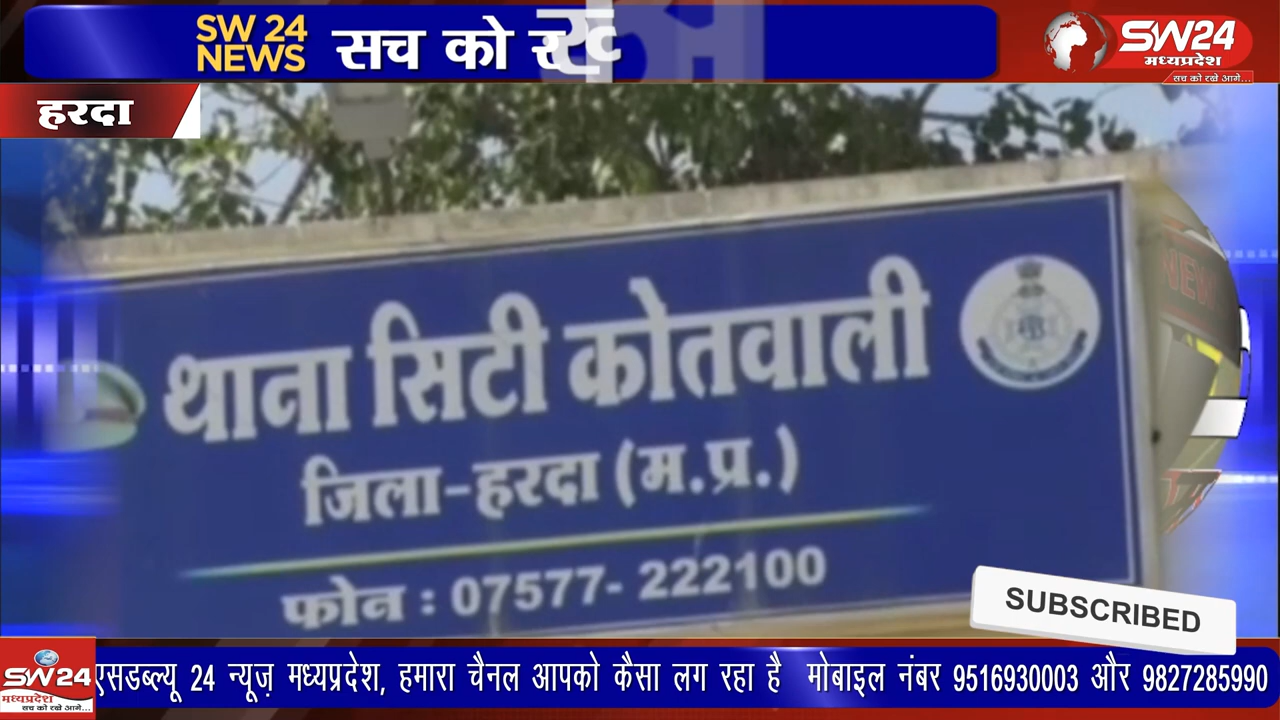 SW 24
NEWS
सच को
SW24
मध्यप्रदेश
सच को रखे आगे...
हरदा
NEW
थाना सिटी कोतवाली
जिला-हरदा (म.प्र.)
फोन : 07577- 222100
SUBSCRIBED
SW24
मध्यप्रदेश
सच को रखे आगे...
एसडब्ल्यू 24 न्यूज़ मध्यप्रदेश, हमारा चैनल आपको कैसा लग रहा है मोबाइल नंबर 9516930003 और 9827285990